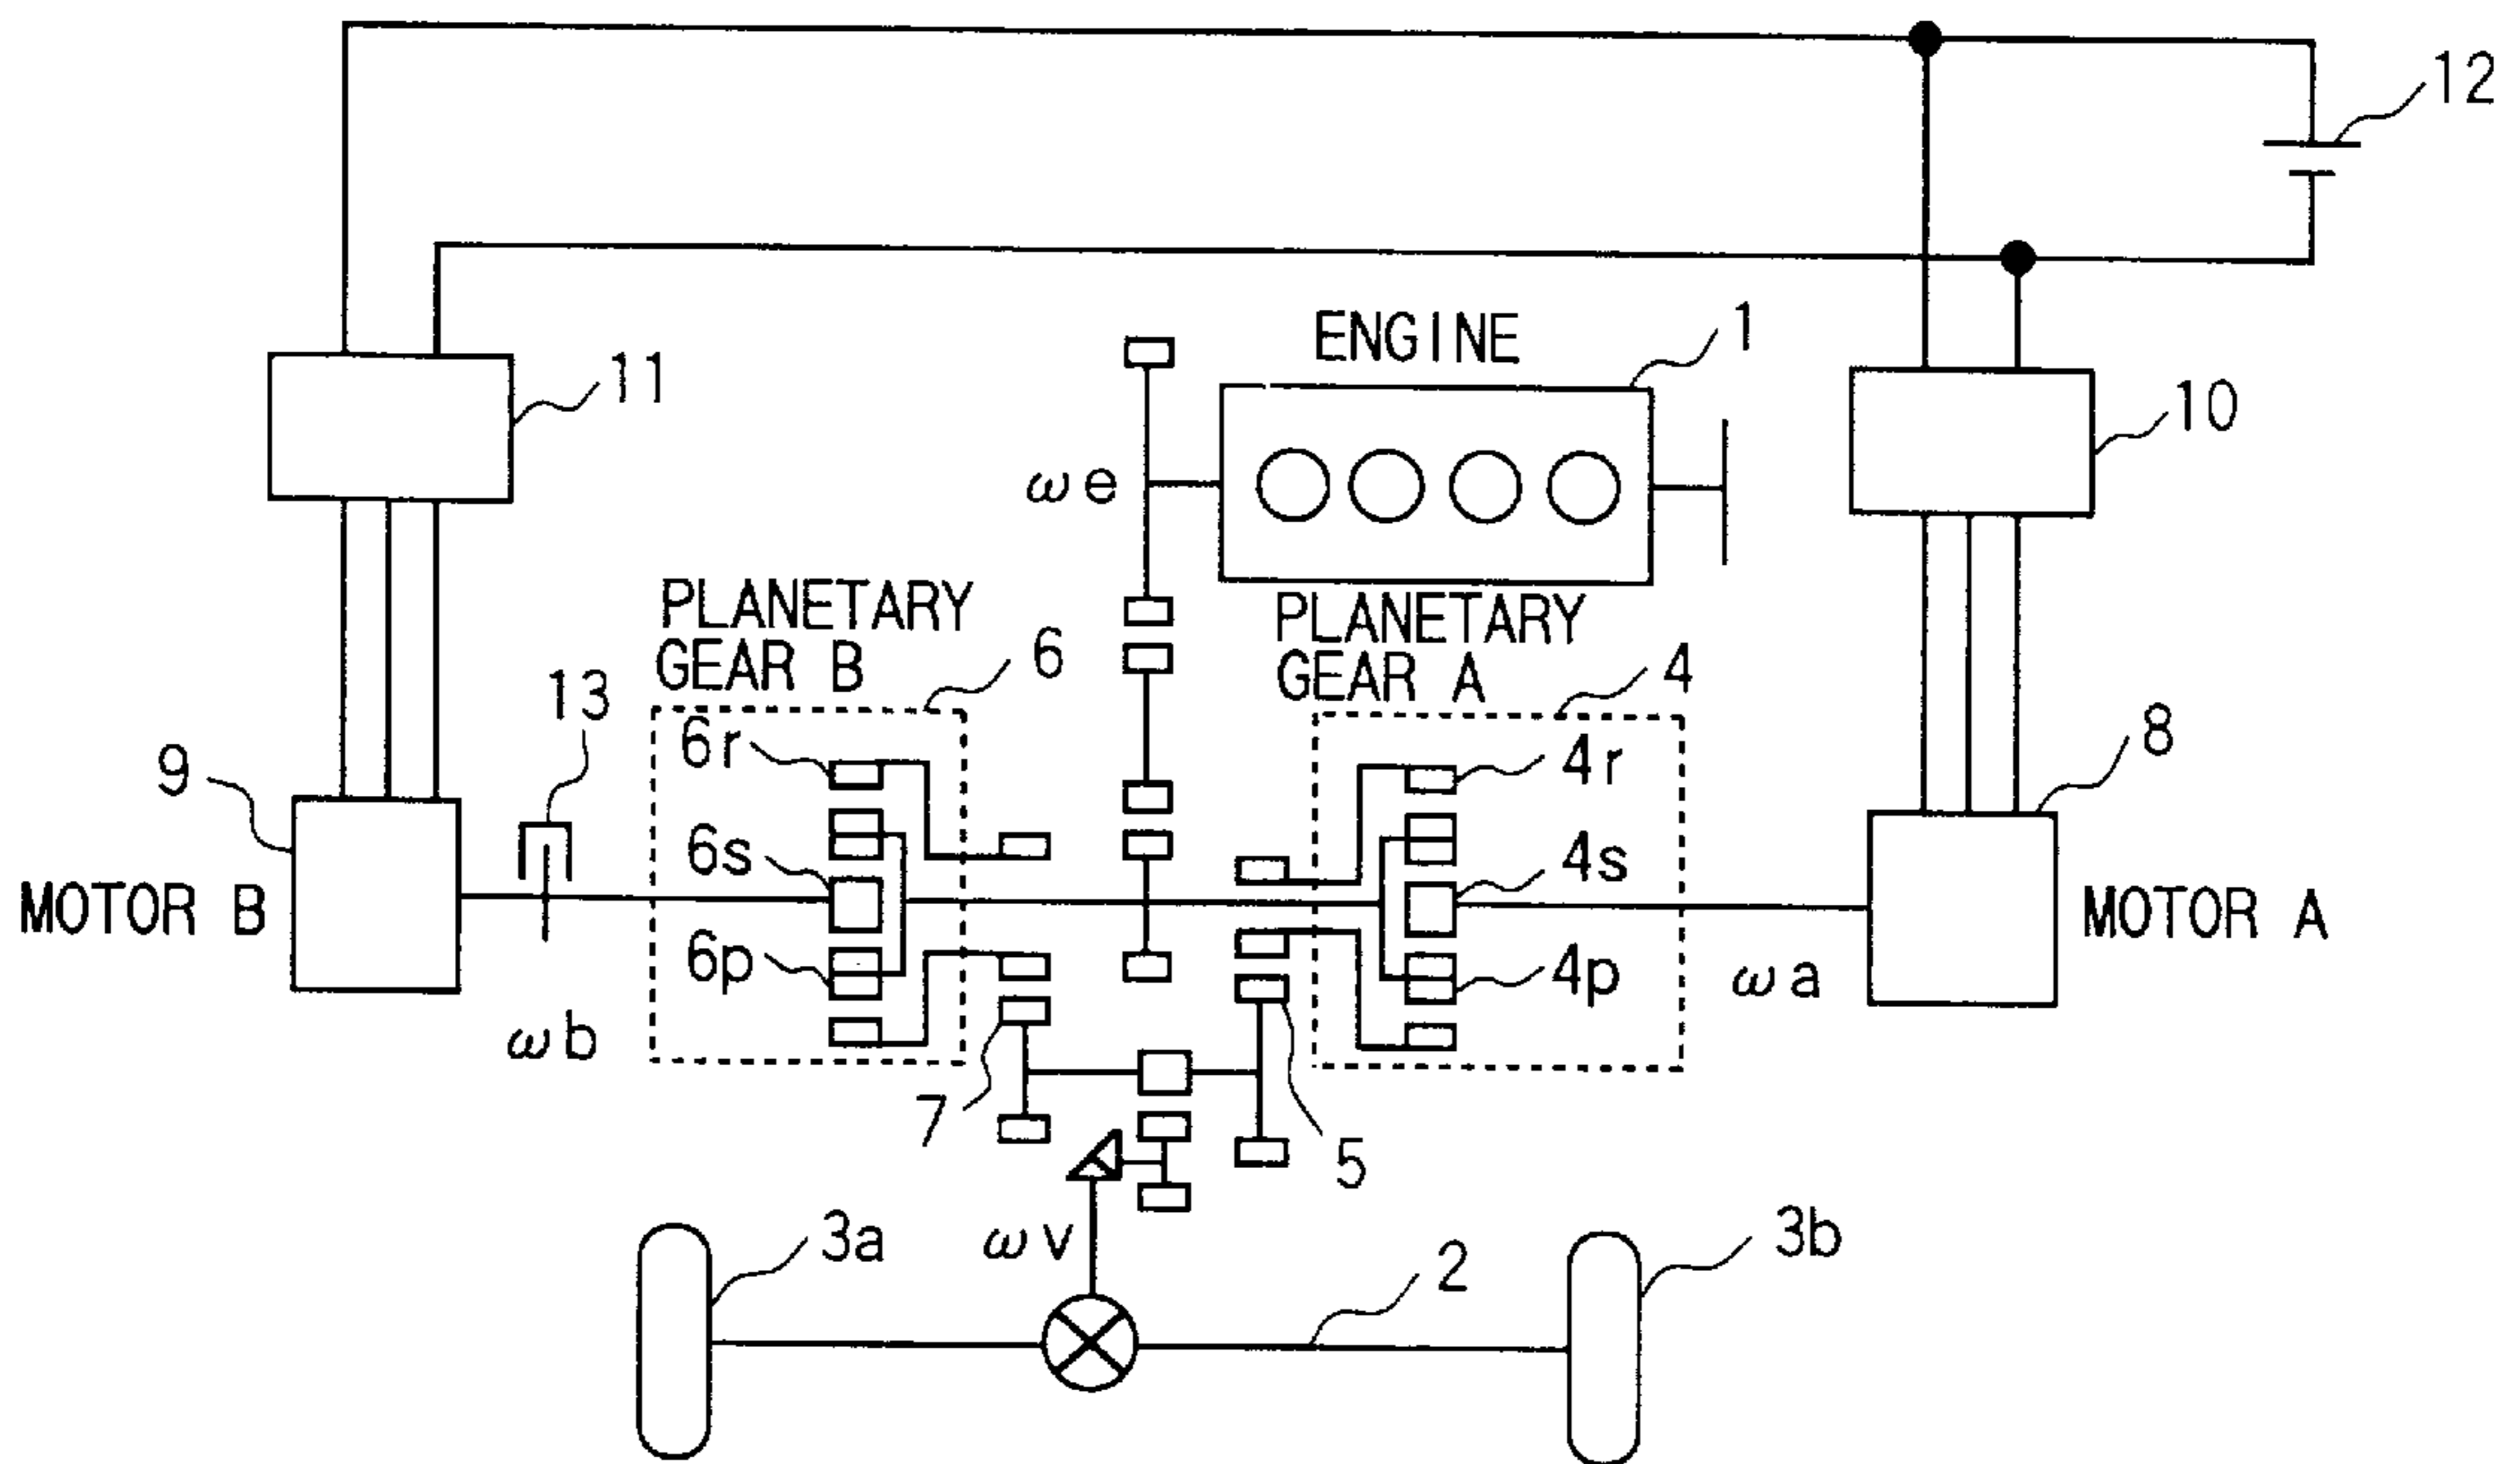 12
ENGINE
1
11
10
ωe
PLANETARY
GEAR B
6
PLANETARY
GEAR A
4
13
9
6r
4r
8
6s
4s
MOTOR B
MOTOR A
6p
4p
ωa
ωb
7
5
3a
ωv
2
3b